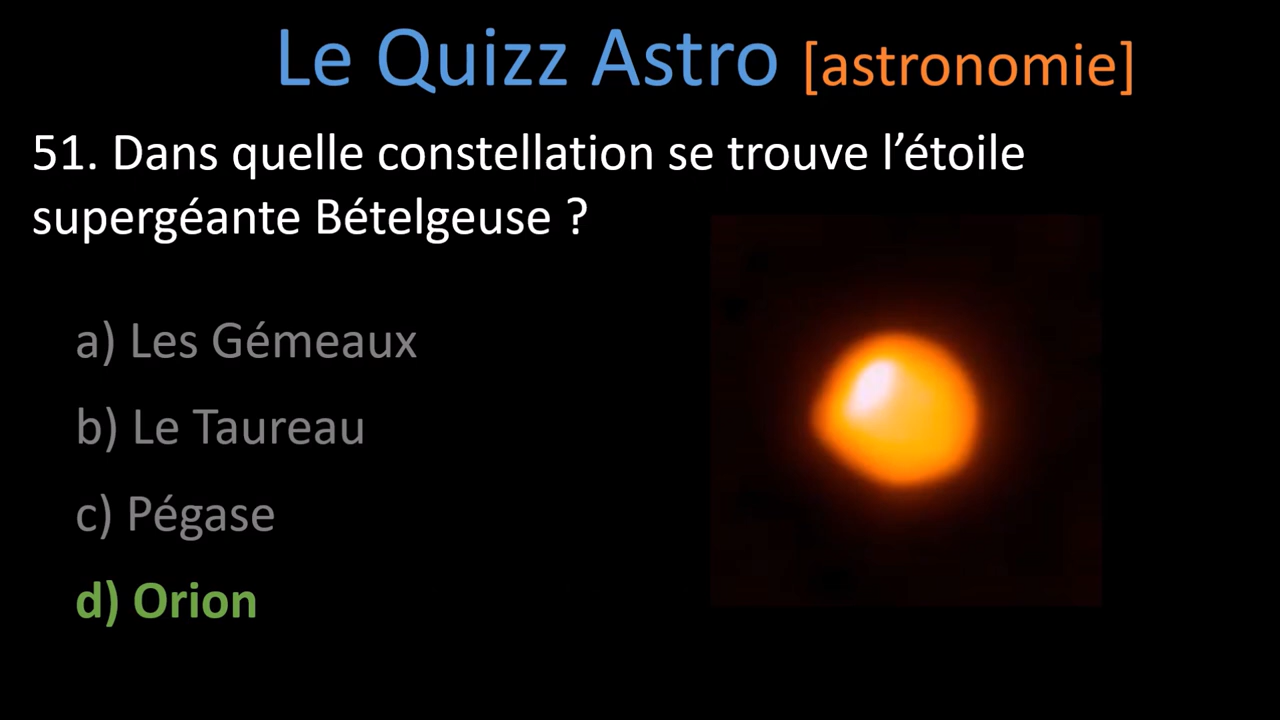 Le Quizz Astro [astronomie]
51. Dans quelle constellation se trouve l’étoile
supergéante Bételgeuse ?
a) Les Gémeaux
b) Le Taureau
c) Pégase
d) Orion